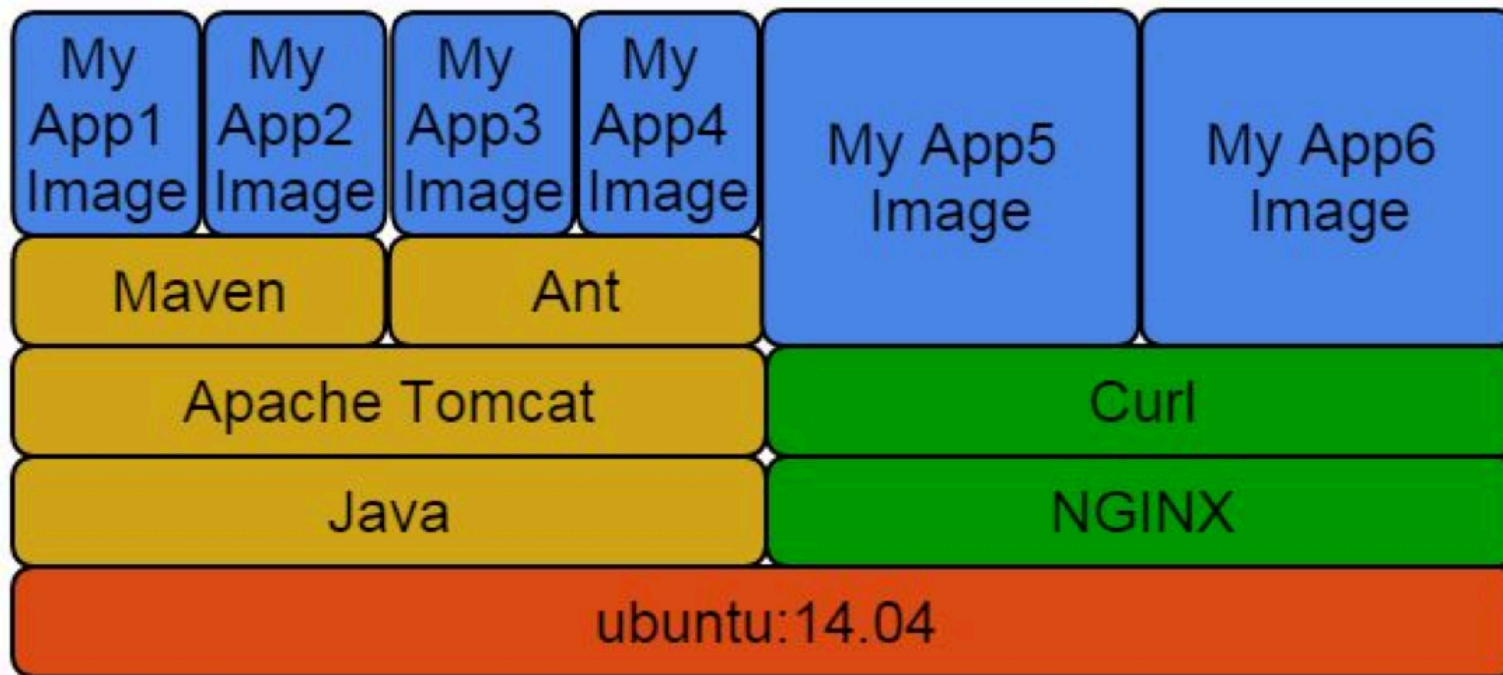 My
App1
Image
My
App2
Image
My
App3
Image
My
App4
Image
My App5
Image
My App6
Image
Maven
Ant
Apache Tomcat
Curl
Java
NGINX
ubuntu:14.04